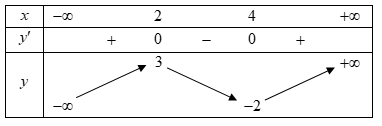 x −∞ 2 4 +∞
y′ + 0 − 0 +
y −∞ 3 −2 +∞